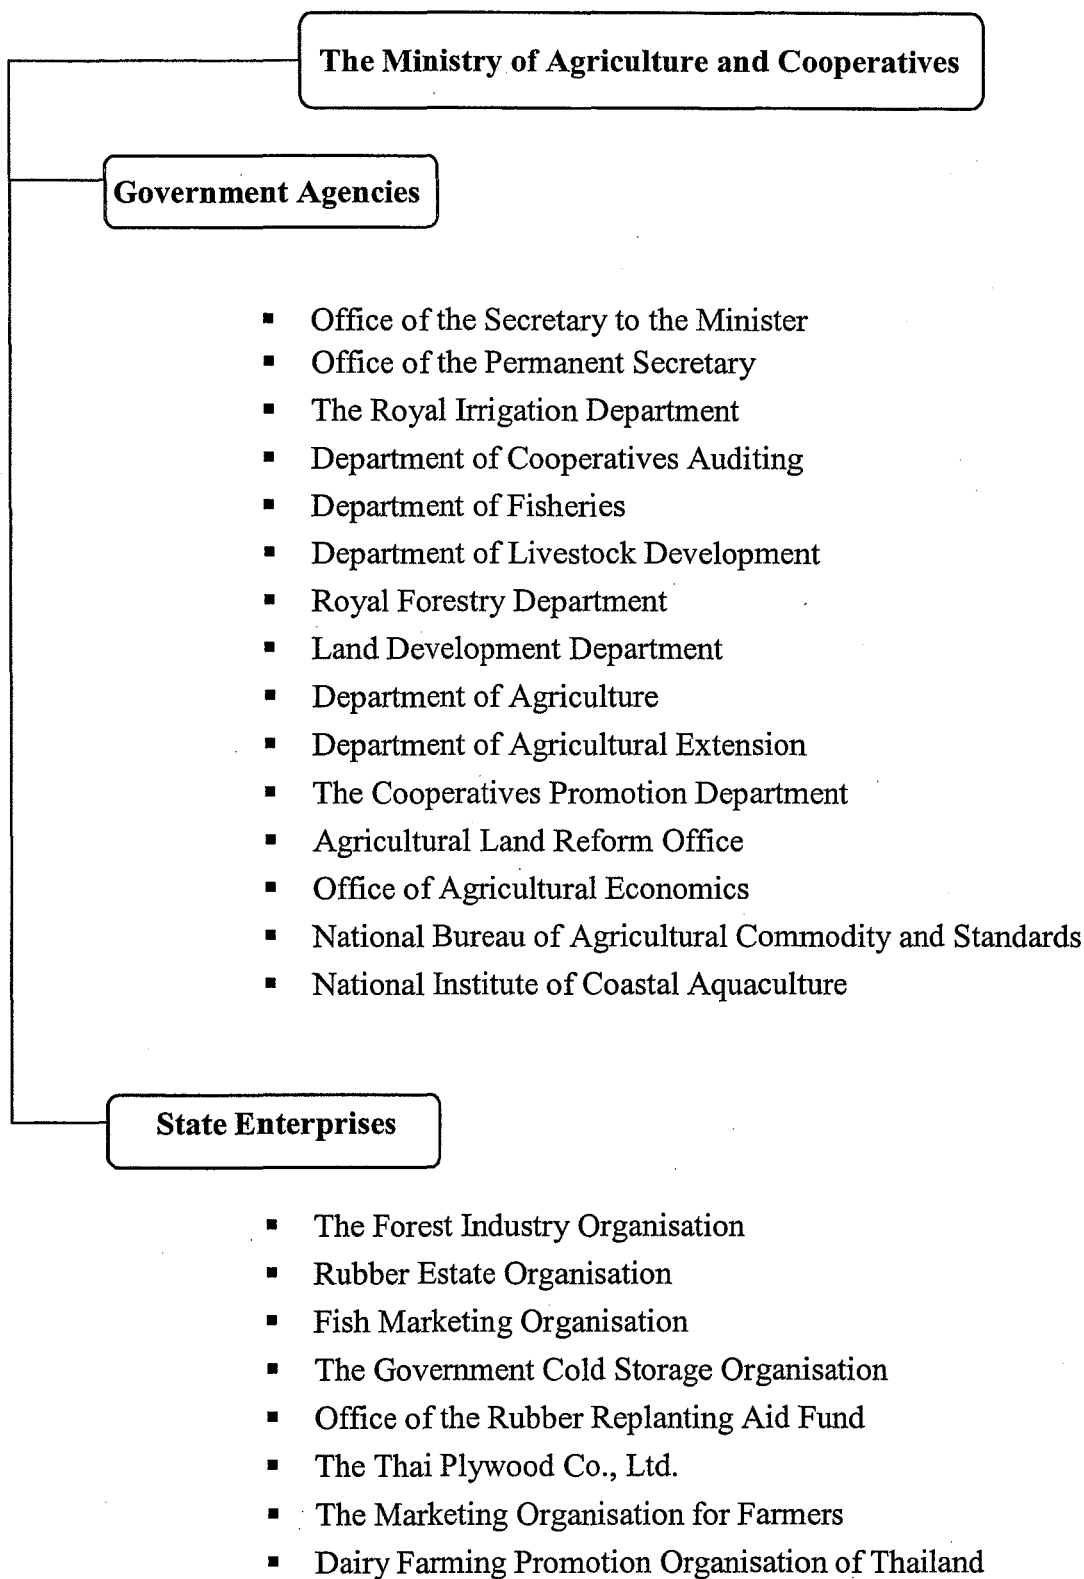 The Ministry of Agriculture and Cooperatives
Government Agencies
▪ Office of the Secretary to the Minister
▪ Office of the Permanent Secretary
▪ The Royal Irrigation Department
▪ Department of Cooperatives Auditing
▪ Department of Fisheries
▪ Department of Livestock Development
▪ Royal Forestry Department
▪ Land Development Department
▪ Department of Agriculture
▪ Department of Agricultural Extension
▪ The Cooperatives Promotion Department
▪ Agricultural Land Reform Office
▪ Office of Agricultural Economics
▪ National Bureau of Agricultural Commodity and Standards
▪ National Institute of Coastal Aquaculture
State Enterprises
▪ The Forest Industry Organisation
▪ Rubber Estate Organisation
▪ Fish Marketing Organisation
▪ The Government Cold Storage Organisation
▪ Office of the Rubber Replanting Aid Fund
▪ The Thai Plywood Co., Ltd.
▪ The Marketing Organisation for Farmers
▪ Dairy Farming Promotion Organisation of Thailand